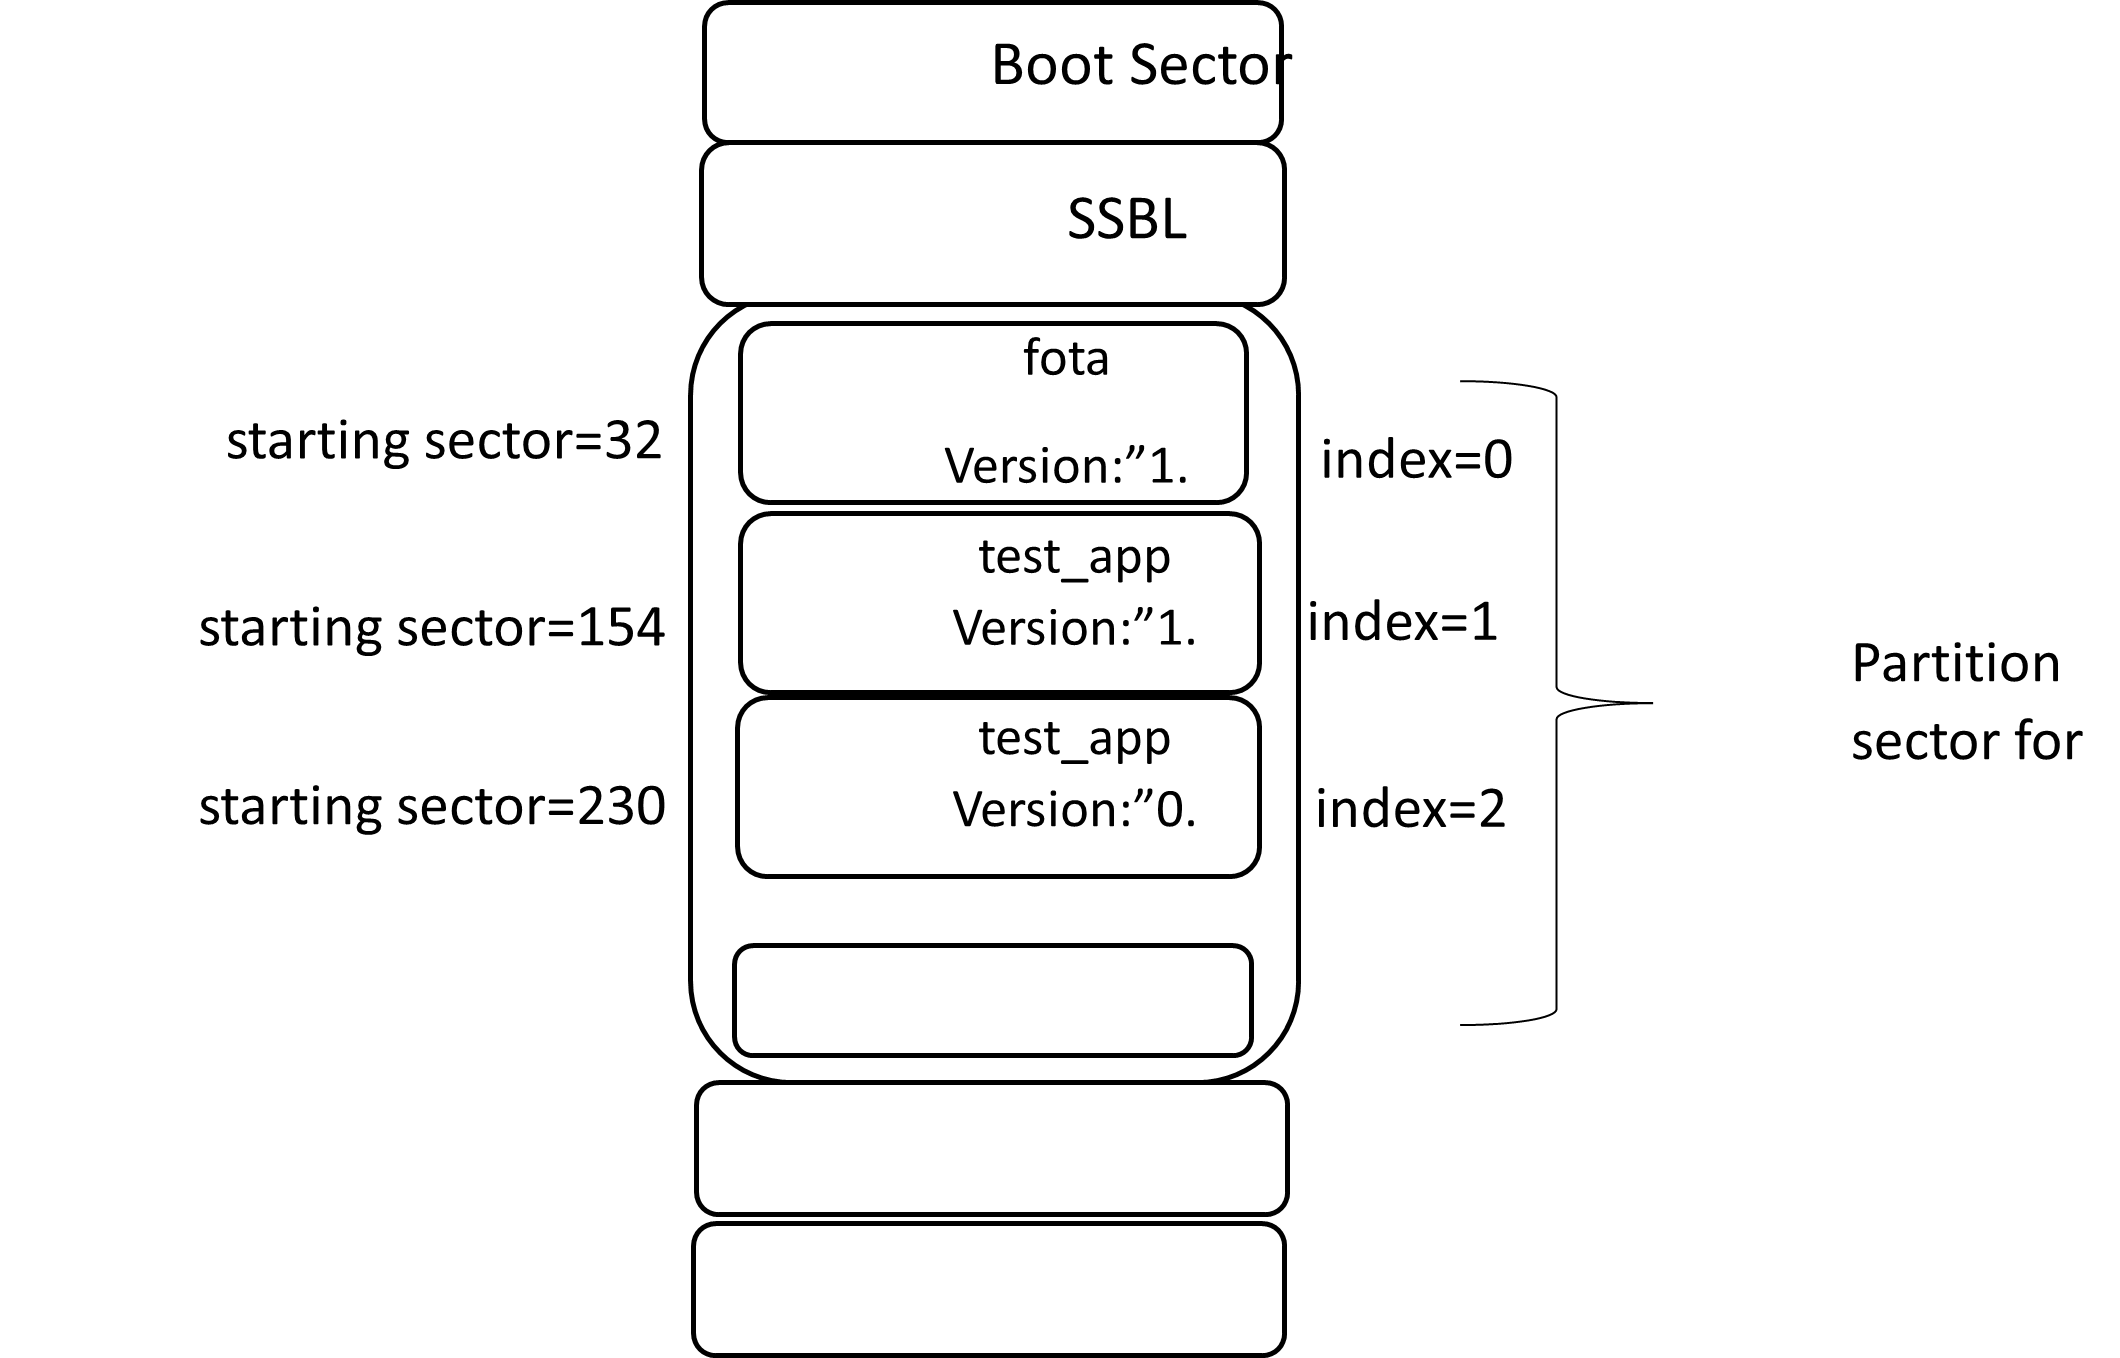 Boot Sector
SSBL
fota
starting sector=32
Version:”1.
index=0
test_app
starting sector=154
Version:”1.
index=1
Partition
sector for
test_app
starting sector=230
Version:”0.
index=2